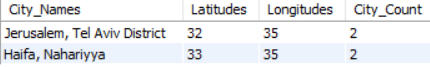 City_Names Latitudes Longitudes City_Count
Jerusalem, Tel Aviv District 32 35 2
Haifa, Nahariyya 33 35 2